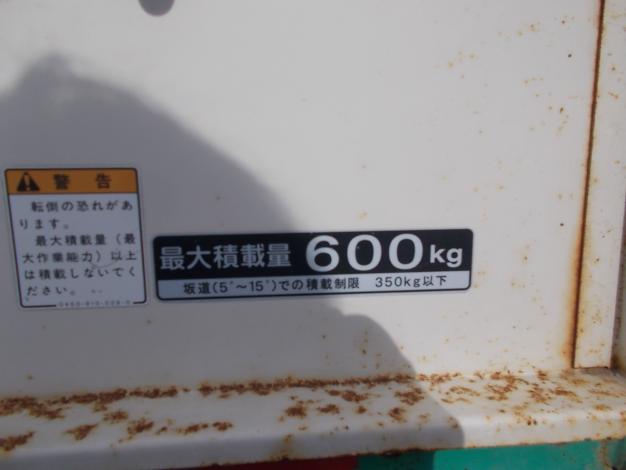 警告
転倒の恐れがあ
ります。
最大積載量（最
大作業能力）以上
は積載しないでく
ださい。
最大積載量 600kg
坂道(5°～15°)での積載制限 350kg以下